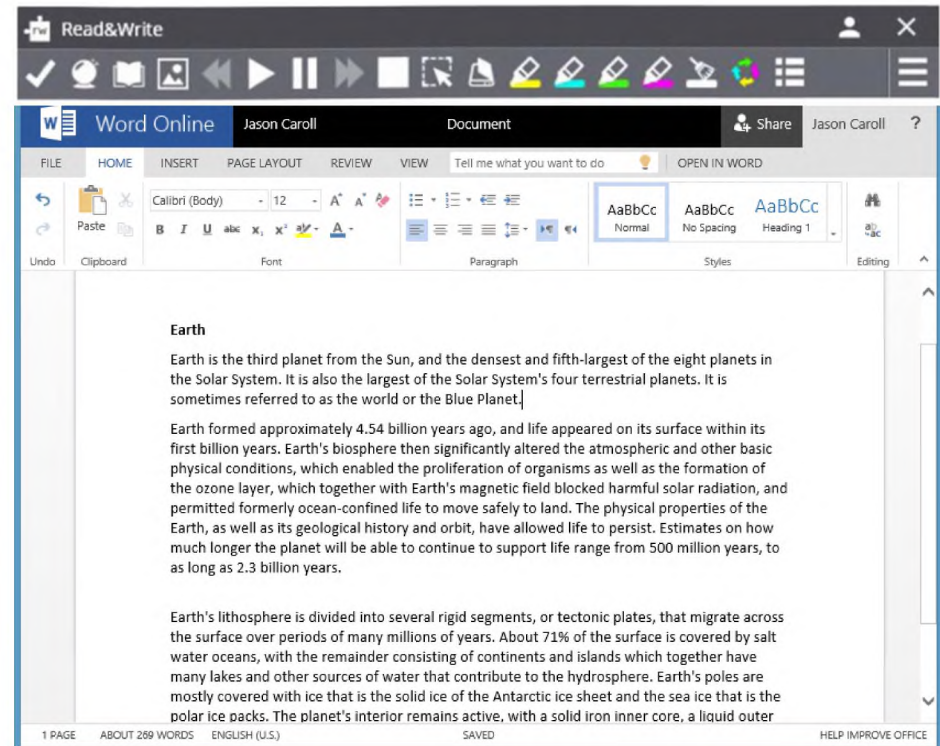 rw Read&Write
W Word Online Jason Caroll Document Share Jason Caroll ?
FILE HOME INSERT PAGE LAYOUT REVIEW VIEW Tell me what you want to do OPEN IN WORD
Calibri (Body) 12 A A
AaBbCc AaBbCc AaBbCc
Paste B I U abc x₂ x² aby A Normal No Spacing Heading 1
Undo Clipboard Font Paragraph Styles Editing
Earth
Earth is the third planet from the Sun, and the densest and fifth-largest of the eight planets in
the Solar System. It is also the largest of the Solar System's four terrestrial planets. It is
sometimes referred to as the world or the Blue Planet.
Earth formed approximately 4.54 billion years ago, and life appeared on its surface within its
first billion years. Earth's biosphere then significantly altered the atmospheric and other basic
physical conditions, which enabled the proliferation of organisms as well as the formation of
the ozone layer, which together with Earth's magnetic field blocked harmful solar radiation, and
permitted formerly ocean-confined life to move safely to land. The physical properties of the
Earth, as well as its geological history and orbit, have allowed life to persist. Estimates on how
much longer the planet will be able to continue to support life range from 500 million years, to
as long as 2.3 billion years.
Earth's lithosphere is divided into several rigid segments, or tectonic plates, that migrate across
the surface over periods of many millions of years. About 71% of the surface is covered by salt
water oceans, with the remainder consisting of continents and islands which together have
many lakes and other sources of water that contribute to the hydrosphere. Earth's poles are
mostly covered with ice that is the solid ice of the Antarctic ice sheet and the sea ice that is the
polar ice packs. The planet's interior remains active, with a solid iron inner core, a liquid outer
1 PAGE ABOUT 269 WORDS ENGLISH (U.S.) SAVED HELP IMPROVE OFFICE